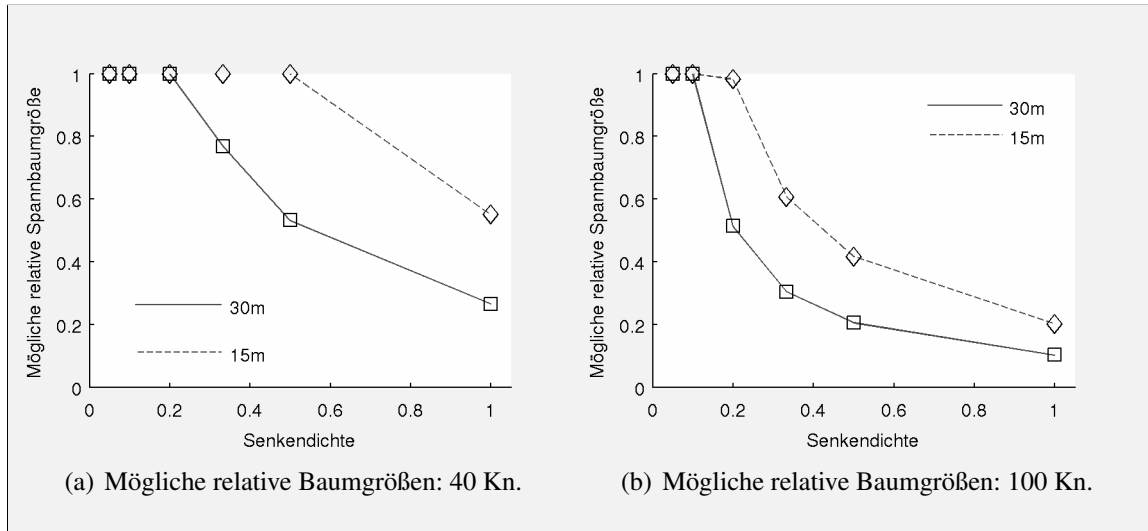 Mögliche relative Spannbaumgröße
1
0.8
0.6
0.4
0.2
0
0 0.2 0.4 0.6 0.8 1
Senkendichte
30m
15m
(a) Mögliche relative Baumgrößen: 40 Kn.
Mögliche relative Spannbaumgröße
1
0.8
0.6
0.4
0.2
0
0 0.2 0.4 0.6 0.8 1
Senkendichte
30m
15m
(b) Mögliche relative Baumgrößen: 100 Kn.